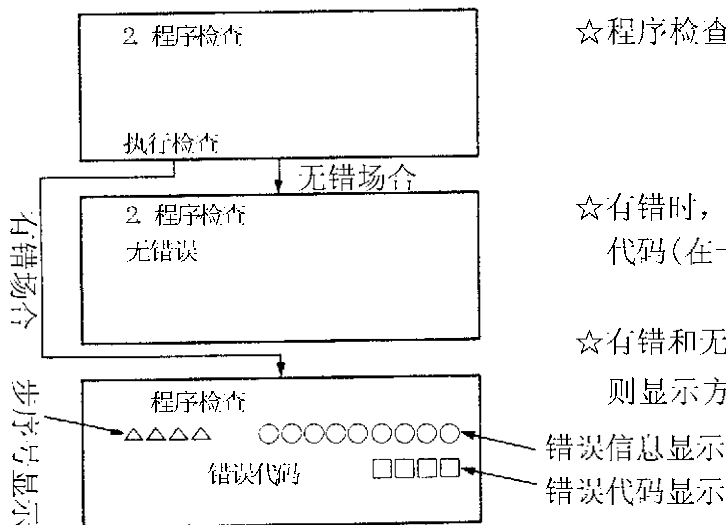 2. 程序检查
☆程序检查
执行检查
无错场合
2. 程序检查
无错误
有错场合
☆有错时，
代码(在
☆有错和无
则显示方
程序检查
△△△△ ○○○○○○○○○
错误代码 □□□□
步序号显示
错误信息显示
错误代码显示